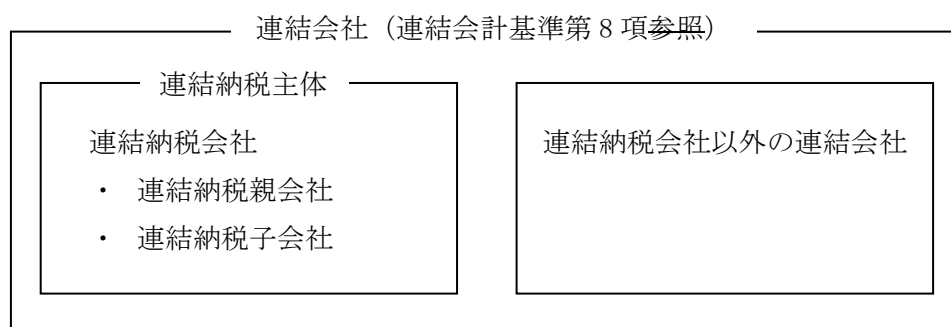 連結会社（連結会計基準第8項参照）
連結納税主体
連結納税会社
・ 連結納税親会社
・ 連結納税子会社
連結納税会社以外の連結会社